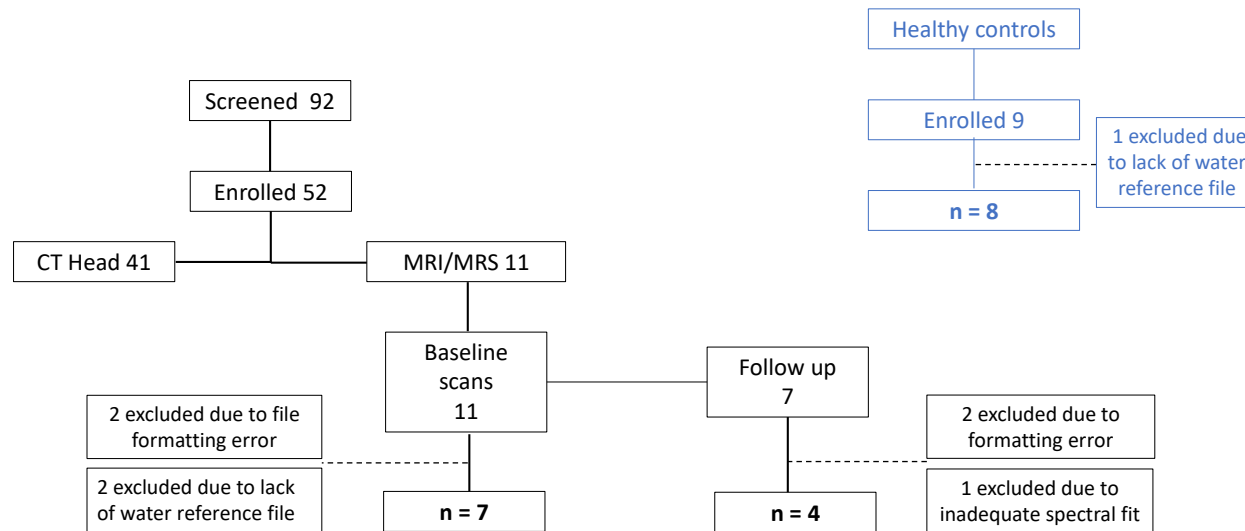 Healthy controls
Screened 92
Enrolled 9
1 excluded due
to lack of water
reference file
Enrolled 52
n = 8
CT Head 41
MRI/MRS 11
Baseline
scans
11
Follow up
7
2 excluded due to file
formatting error
2 excluded due to
formatting error
2 excluded due to lack
of water reference file
n = 7
n = 4
1 excluded due to
inadequate spectral fit